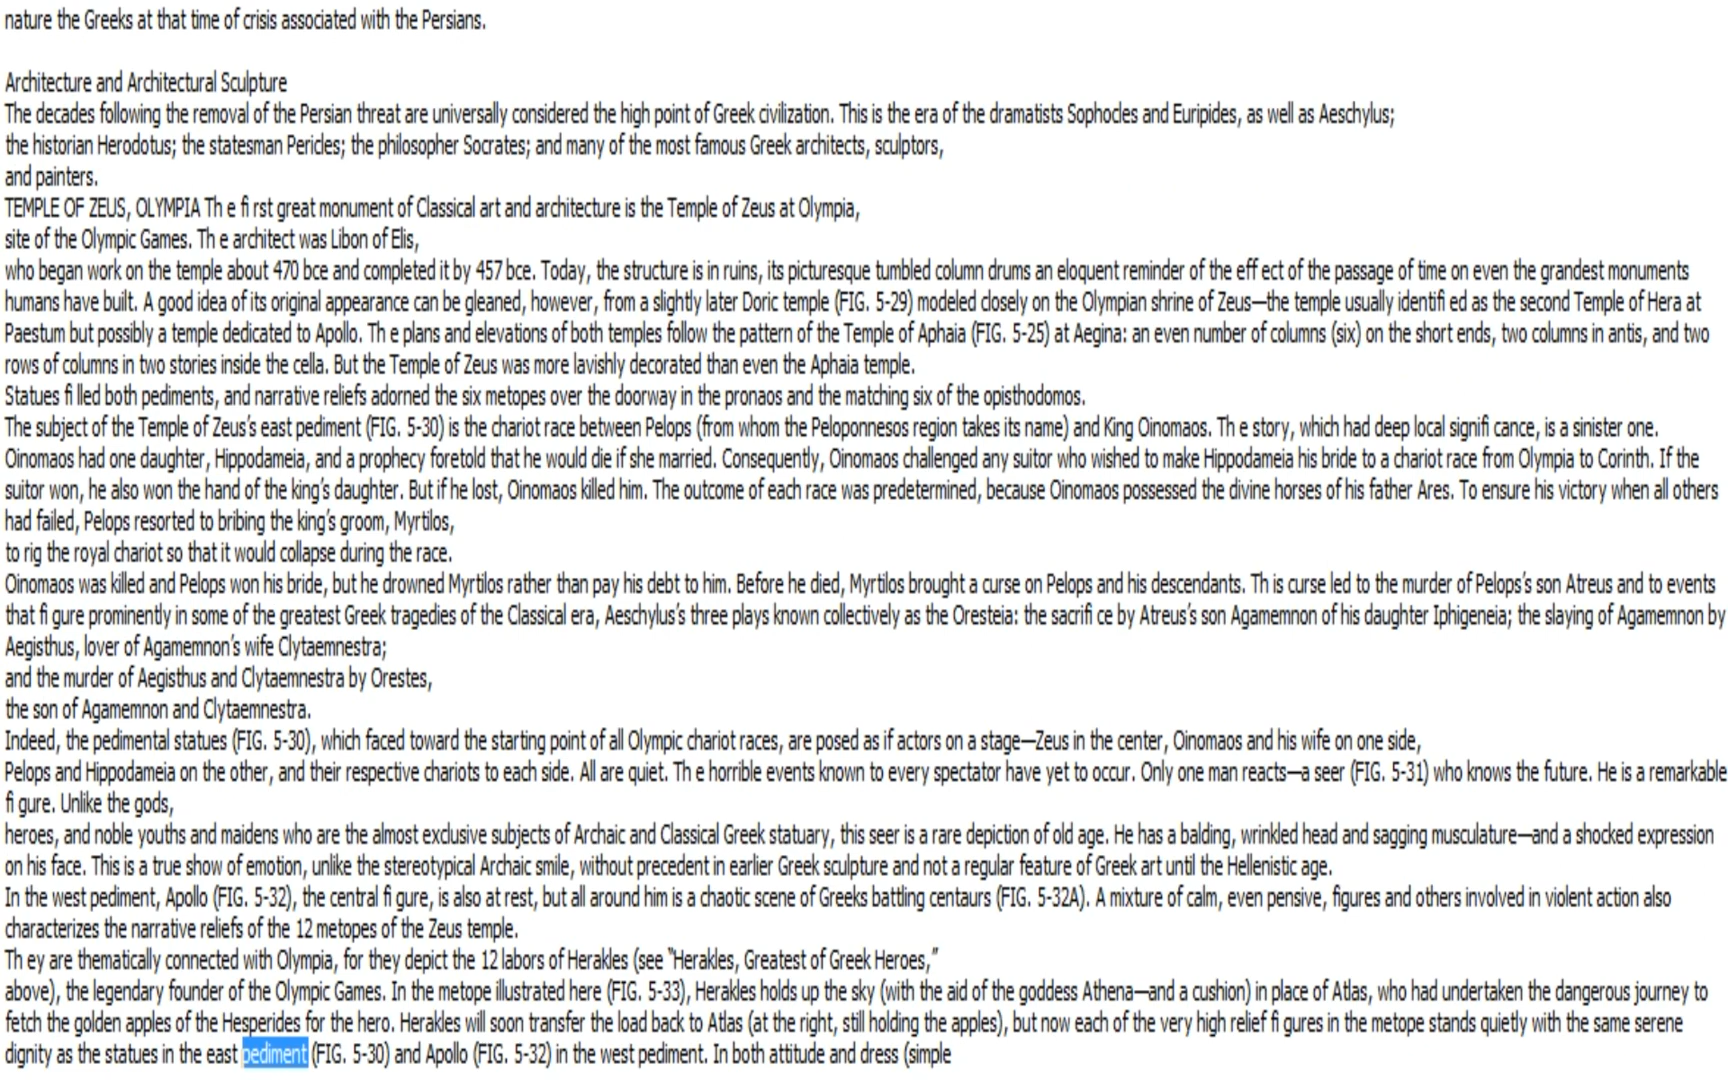 nature the Greeks at that time of crisis associated with the Persians.
Architecture and Architectural Sculpture
The decades following the removal of the Persian threat are universally considered the high point of Greek civilization. This is the era of the dramatists Sophocles and Euripides, as well as Aeschylus;
the historian Herodotus; the statesman Pericles; the philosopher Socrates; and many of the most famous Greek architects, sculptors,
and painters.
TEMPLE OF ZEUS, OLYMPIA Th e fi rst great monument of Classical art and architecture is the Temple of Zeus at Olympia,
site of the Olympic Games. Th e architect was Libon of Elis,
who began work on the temple about 470 bce and completed it by 457 bce. Today, the structure is in ruins, its picturesque tumbled column drums an eloquent reminder of the eff ect of the passage of time on even the grandest monuments
humans have built. A good idea of its original appearance can be gleaned, however, from a slightly later Doric temple (FIG. 5-29) modeled closely on the Olympian shrine of Zeus—the temple usually identifi ed as the second Temple of Hera at
Paestum but possibly a temple dedicated to Apollo. Th e plans and elevations of both temples follow the pattern of the Temple of Aphaia (FIG. 5-25) at Aegina: an even number of columns (six) on the short ends, two columns in antis, and two
rows of columns in two stories inside the cella. But the Temple of Zeus was more lavishly decorated than even the Aphaia temple.
Statues fi lled both pediments, and narrative reliefs adorned the six metopes over the doorway in the pronaos and the matching six of the opisthodomos.
The subject of the Temple of Zeus's east pediment (FIG. 5-30) is the chariot race between Pelops (from whom the Peloponnesos region takes its name) and King Oinomaos. Th e story, which had deep local signifi cance, is a sinister one.
Oinomaos had one daughter, Hippodameia, and a prophecy foretold that he would die if she married. Consequently, Oinomaos challenged any suitor who wished to make Hippodameia his bride to a chariot race from Olympia to Corinth. If the
suitor won, he also won the hand of the king's daughter. But if he lost, Oinomaos killed him. The outcome of each race was predetermined, because Oinomaos possessed the divine horses of his father Ares. To ensure his victory when all others
had failed, Pelops resorted to bribing the king's groom, Myrtilos,
to rig the royal chariot so that it would collapse during the race.
Oinomaos was killed and Pelops won his bride, but he drowned Myrtilos rather than pay his debt to him. Before he died, Myrtilos brought a curse on Pelops and his descendants. Th is curse led to the murder of Pelops's son Atreus and to events
that fi gure prominently in some of the greatest Greek tragedies of the Classical era, Aeschylus's three plays known collectively as the Oresteia: the sacrifi ce by Atreus's son Agamemnon of his daughter Iphigeneia; the slaying of Agamemnon by
Aegisthus, lover of Agamemnon's wife Clytaemnestra;
and the murder of Aegisthus and Clytaemnestra by Orestes,
the son of Agamemnon and Clytaemnestra.
Indeed, the pedimental statues (FIG. 5-30), which faced toward the starting point of all Olympic chariot races, are posed as if actors on a stage—Zeus in the center, Oinomaos and his wife on one side,
Pelops and Hippodameia on the other, and their respective chariots to each side. All are quiet. Th e horrible events known to every spectator have yet to occur. Only one man reacts—a seer (FIG. 5-31) who knows the future. He is a remarkable
fi gure. Unlike the gods,
heroes, and noble youths and maidens who are the almost exclusive subjects of Archaic and Classical Greek statuary, this seer is a rare depiction of old age. He has a balding, wrinkled head and sagging musculature—and a shocked expression
on his face. This is a true show of emotion, unlike the stereotypical Archaic smile, without precedent in earlier Greek sculpture and not a regular feature of Greek art until the Hellenistic age.
In the west pediment, Apollo (FIG. 5-32), the central fi gure, is also at rest, but all around him is a chaotic scene of Greeks battling centaurs (FIG. 5-32A). A mixture of calm, even pensive, figures and others involved in violent action also
characterizes the narrative reliefs of the 12 metopes of the Zeus temple.
Th ey are thematically connected with Olympia, for they depict the 12 labors of Herakles (see "Herakles, Greatest of Greek Heroes,"
above), the legendary founder of the Olympic Games. In the metope illustrated here (FIG. 5-33), Herakles holds up the sky (with the aid of the goddess Athena—and a cushion) in place of Atlas, who had undertaken the dangerous journey to
fetch the golden apples of the Hesperides for the hero. Herakles will soon transfer the load back to Atlas (at the right, still holding the apples), but now each of the very high relief fi gures in the metope stands quietly with the same serene
dignity as the statues in the east pediment (FIG. 5-30) and Apollo (FIG. 5-32) in the west pediment. In both attitude and dress (simple